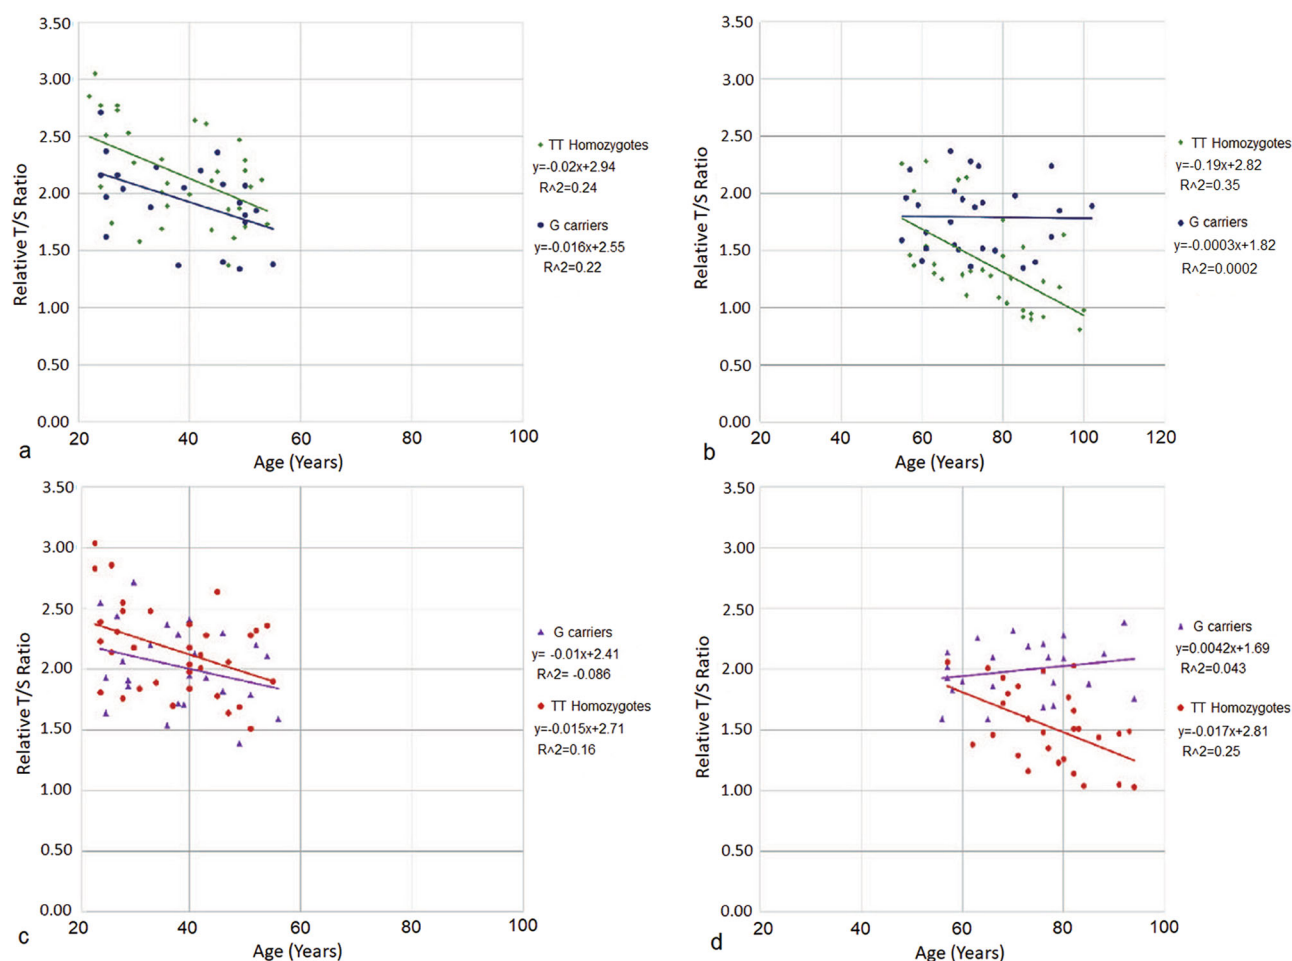 3.50
3.00
2.50
2.00
1.50
1.00
0.50
0.00
Relative T/S Ratio
20 40 60 80 100
Age (Years)
a
TT Homozygotes
y=-0.02x+2.94
R^2=0.24
G carriers
y=-0.016x+2.55
R^2=0.22
3.50
3.00
2.50
2.00
1.50
1.00
0.50
0.00
Relative T/S Ratio
20 40 60 80 100 120
Age (Years)
b
TT Homozygotes
y=-0.19x+2.82
R^2=0.35
G carriers
y=-0.0003x+1.82
R^2=0.0002
3.50
3.00
2.50
2.00
1.50
1.00
0.50
0.00
Relative T/S Ratio
20 40 60 80 100
Age (Years)
c
G carriers
y= -0.01x+2.41
R^2= -0.086
TT Homozygotes
y=-0.015x+2.71
R^2=0.16
3.50
3.00
2.50
2.00
1.50
1.00
0.50
0.00
Relative T/S Ratio
20 40 60 80 100
Age (Years)
d
G carriers
y=0.0042x+1.69
R^2=0.043
TT Homozygotes
y=-0.017x+2.81
R^2=0.25